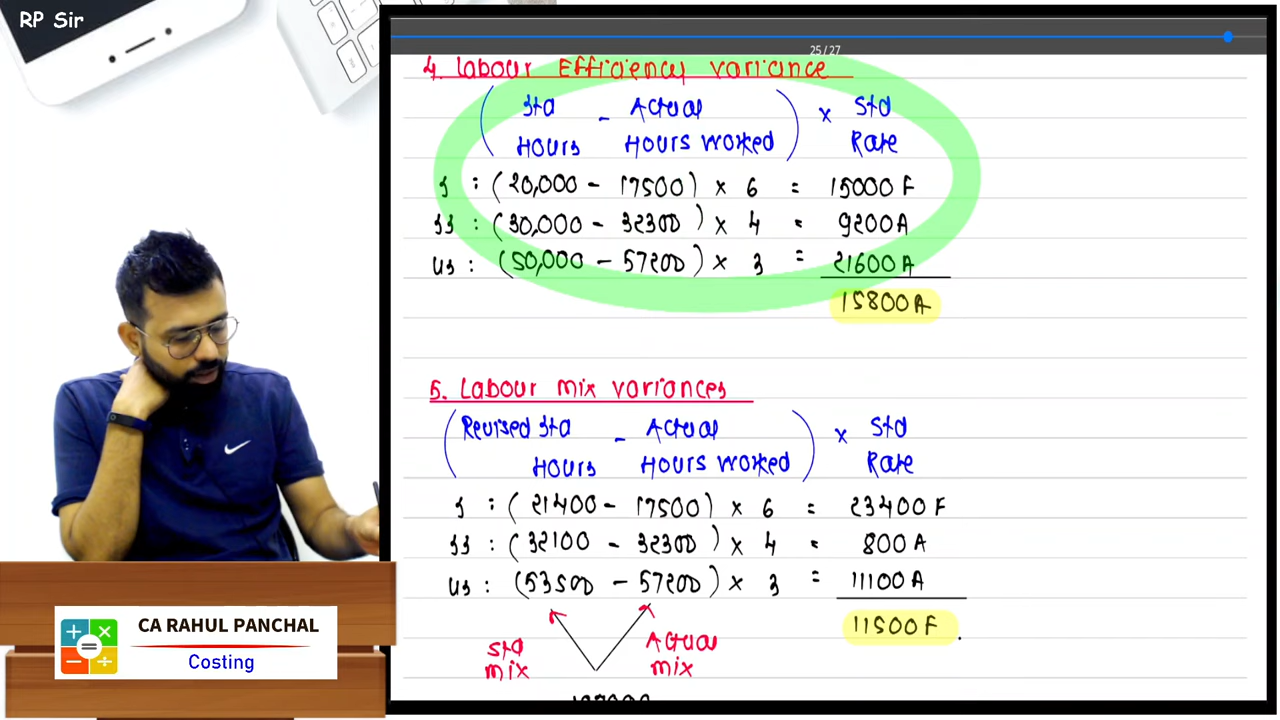 RP Sir
25 / 27
4. Labour Efficiency variance
( Std Hours - Actual Hours worked ) × Std Rate
S : (20,000 - 17500) × 6 = 15000 F
SS : (30,000 - 32300) × 4 = 9200 A
US : (50,000 - 57200) × 3 = 21600 A
15800 A
5. Labour mix variances
( Revised Std Hours - Actual Hours worked ) × Std Rate
S : (21400 - 17500) × 6 = 23400 F
SS : (32100 - 32300) × 4 = 800 A
US : (53500 - 57200) × 3 = 11100 A
11500 F
Std mix
Actual mix
CA RAHUL PANCHAL
Costing